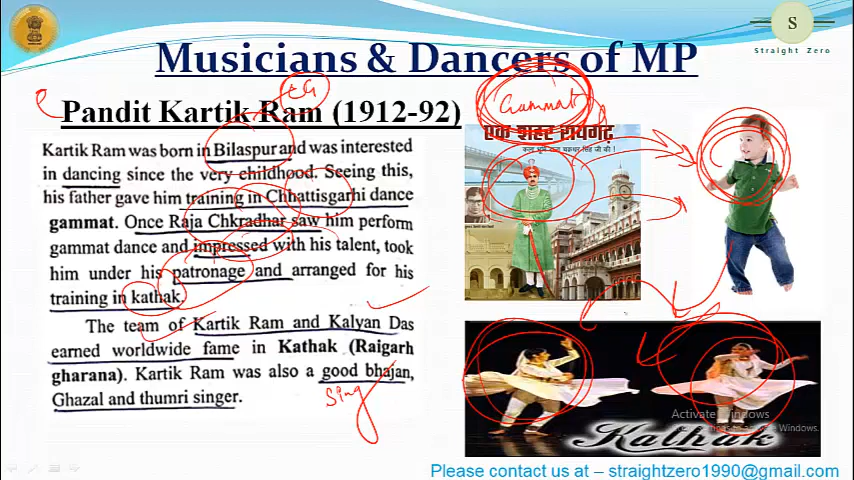 S
Straight Zero
Musicians & Dancers of MP
CG
Gammat
Pandit Kartik Ram (1912-92)
Kartik Ram was born in Bilaspur and was interested
in dancing since the very childhood. Seeing this,
his father gave him training in Chhattisgarhi dance
gammat. Once Raja Chkradhar saw him perform
gammat dance and impressed with his talent, took
him under his patronage and arranged for his
training in kathak.
The team of Kartik Ram and Kalyan Das
earned worldwide fame in Kathak (Raigarh
gharana). Kartik Ram was also a good bhajan,
Ghazal and thumri singer.
Sing
एक शहर रायगढ़
Kathak
Activate Windows
Please contact us at – straightzero1990@gmail.com